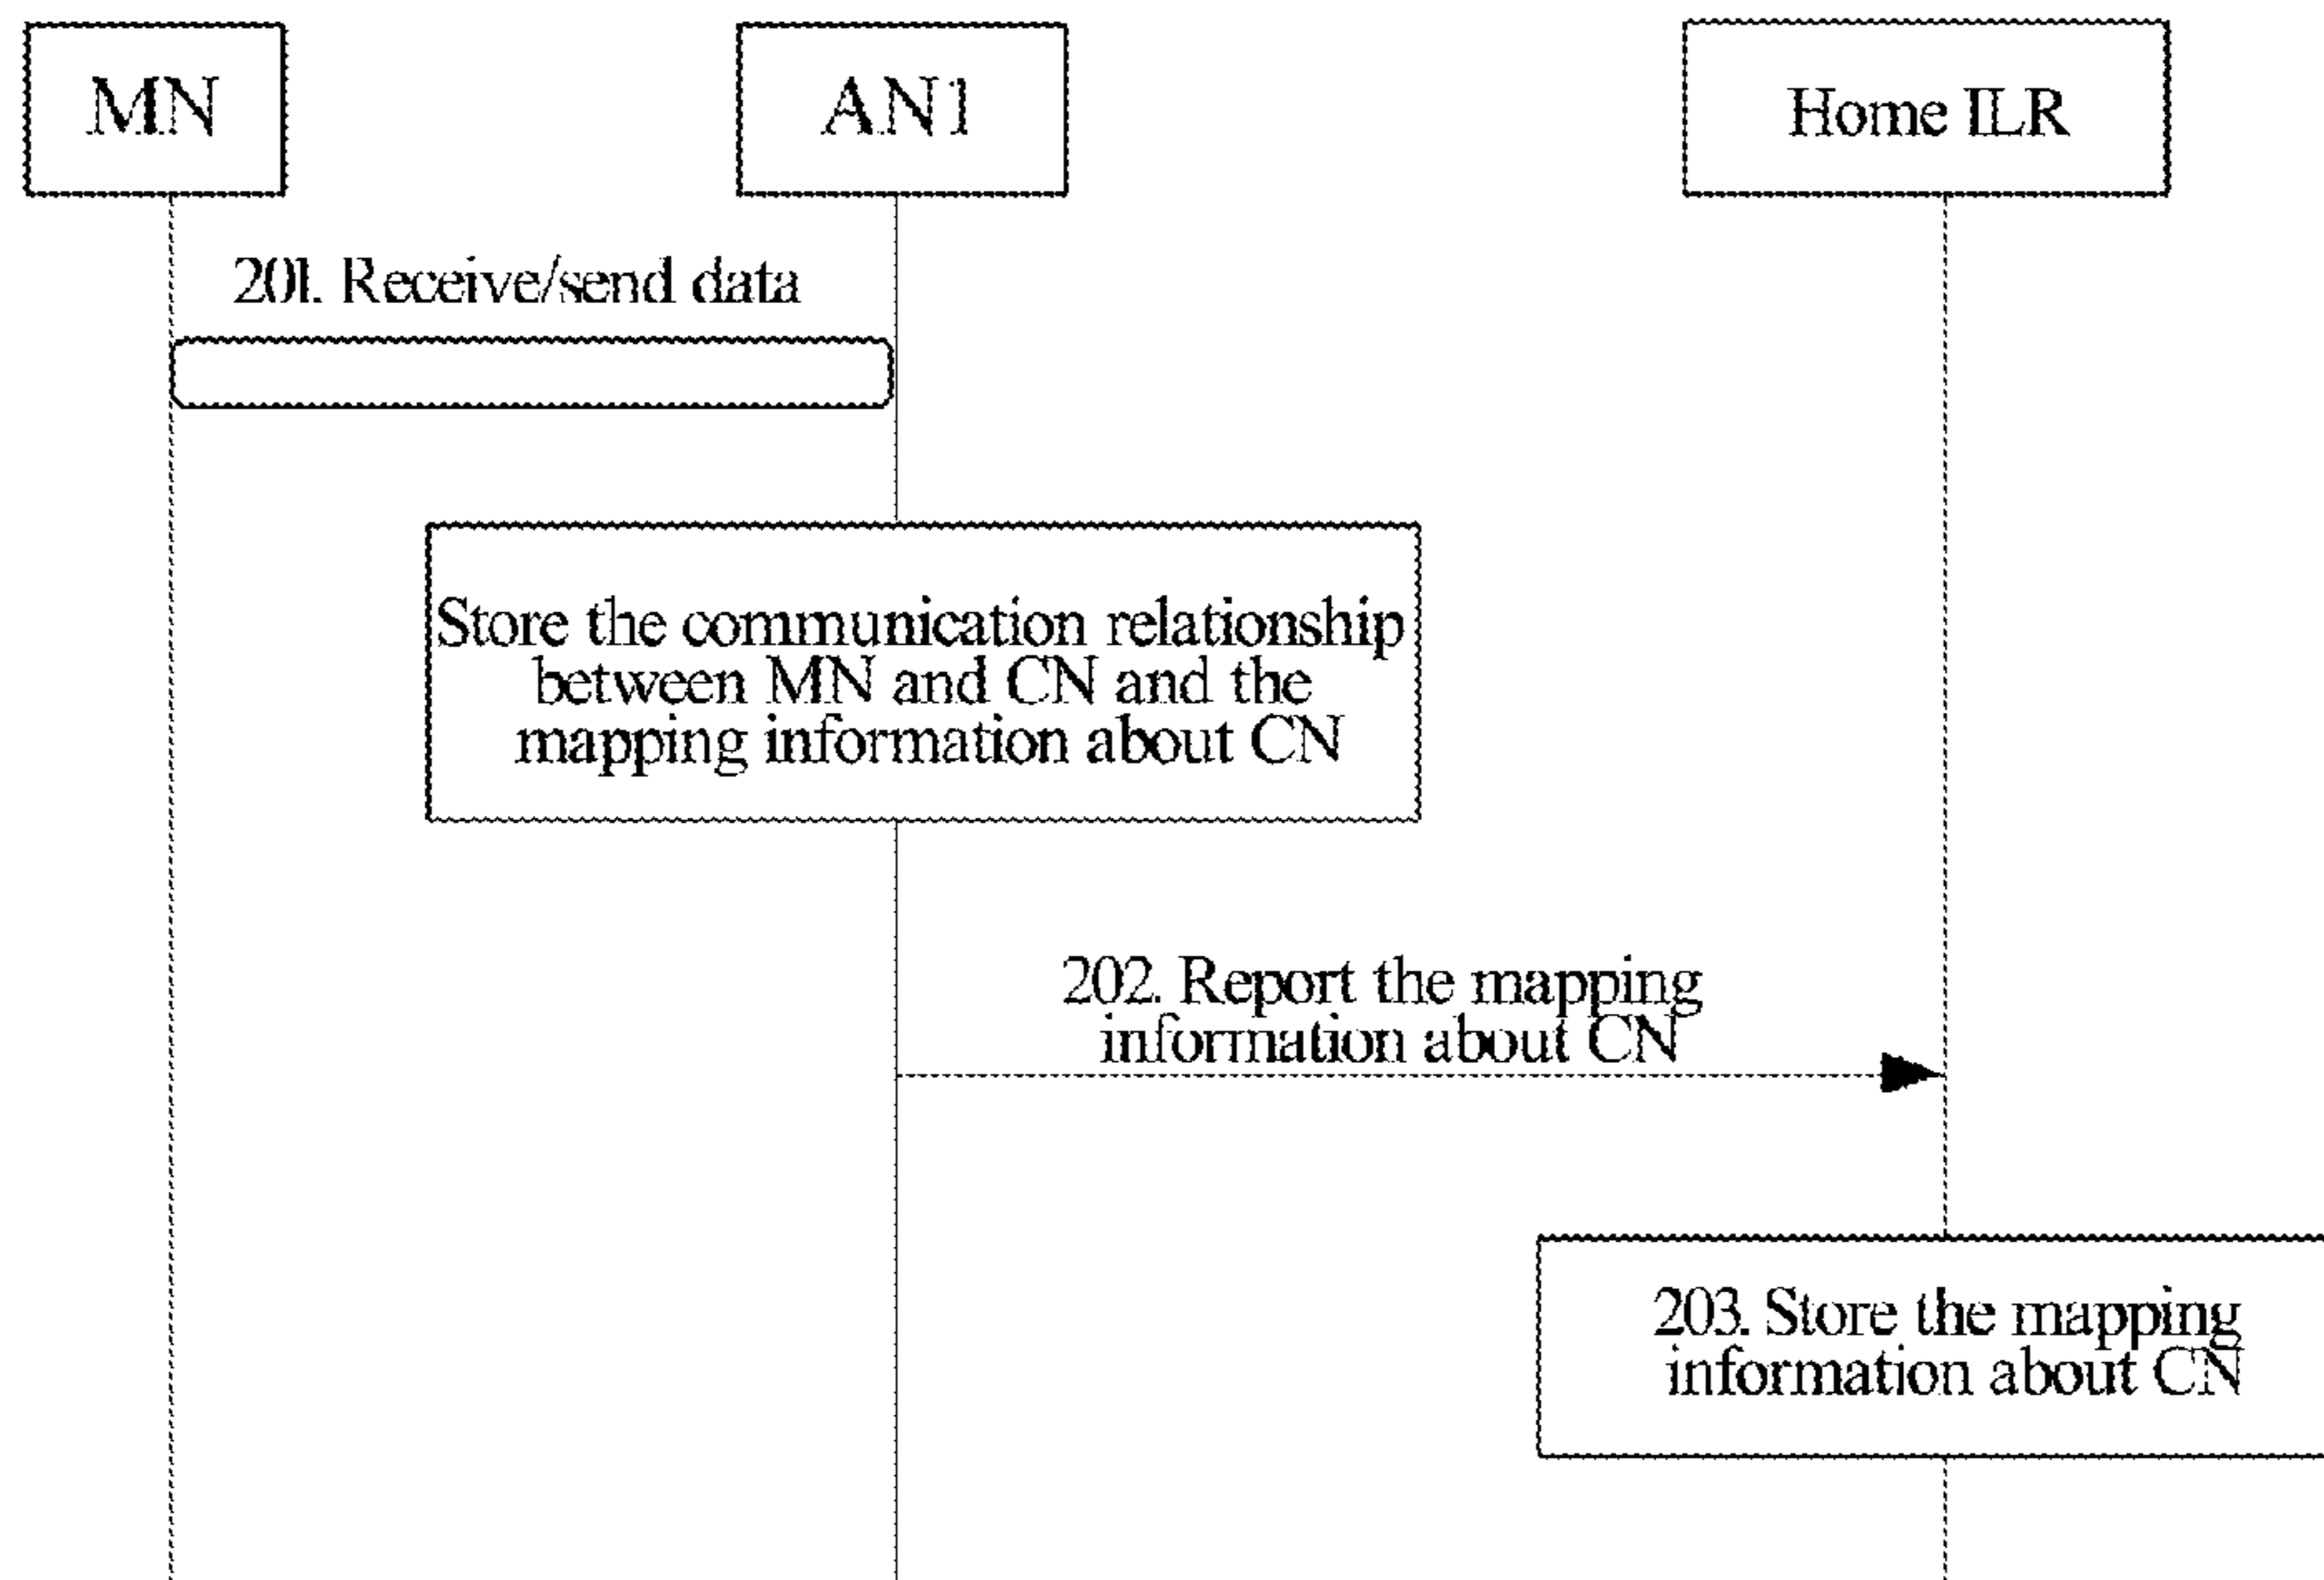 MN
AN1
Home ILR
201. Receive/send data
Store the communication relationship
between MN and CN and the
mapping information about CN
202. Report the mapping
information about CN
203. Store the mapping
information about CN